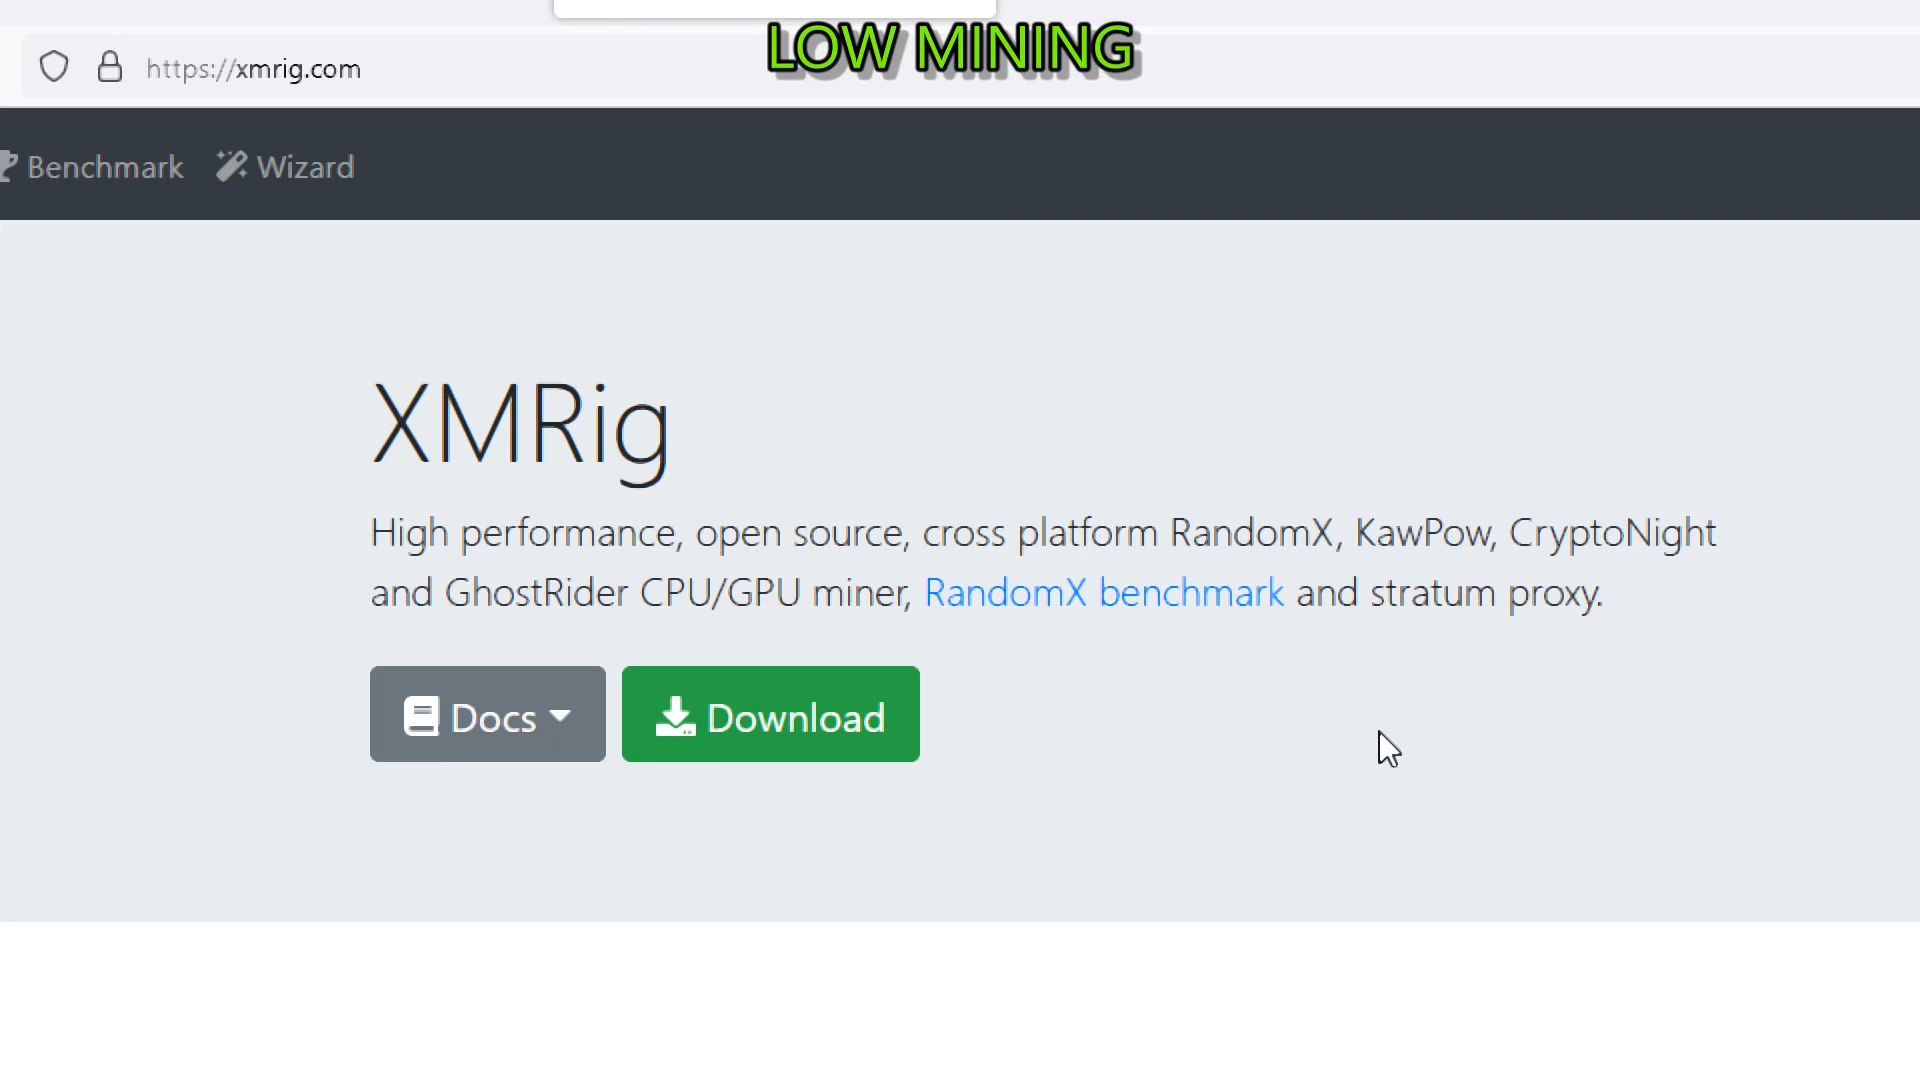 LOW MINING
https://xmrig.com
Benchmark
Wizard
XMRig
High performance, open source, cross platform RandomX, KawPow, CryptoNight
and GhostRider CPU/GPU miner, RandomX benchmark and stratum proxy.
Docs
Download